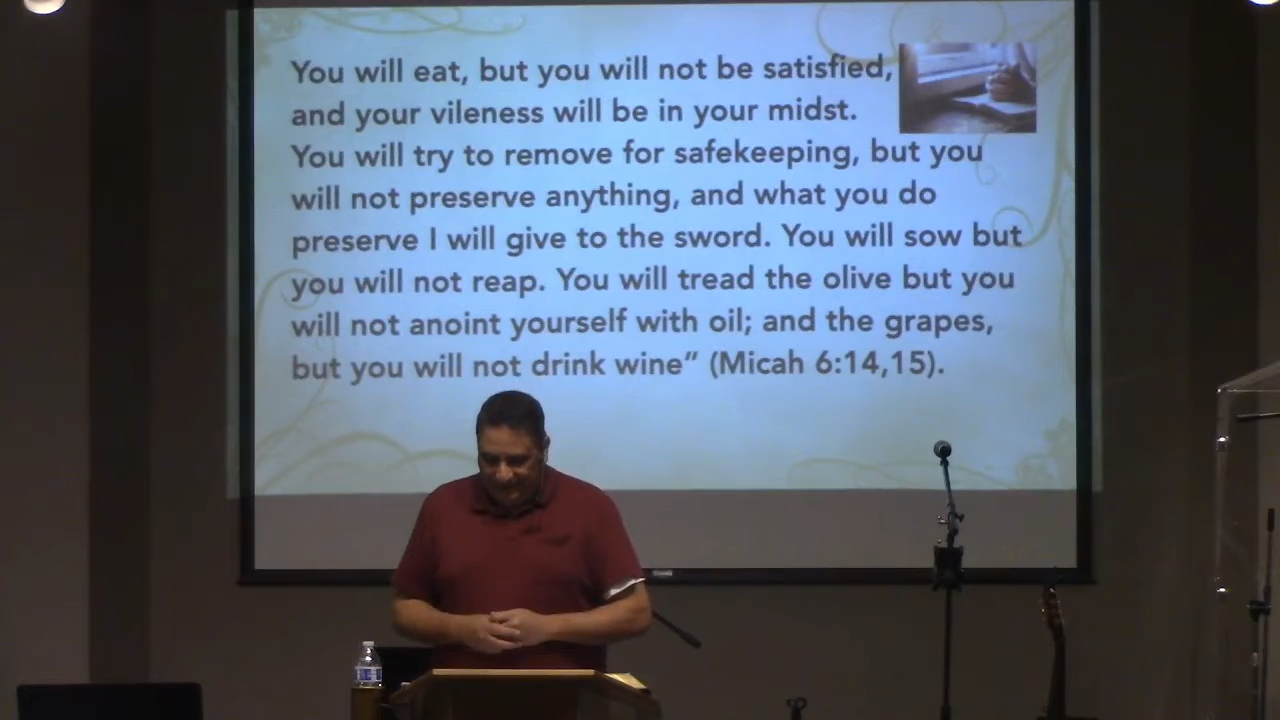 You will eat, but you will not be satisfied,
and your vileness will be in your midst.
You will try to remove for safekeeping, but you
will not preserve anything, and what you do
preserve I will give to the sword. You will sow but
you will not reap. You will tread the olive but you
will not anoint yourself with oil; and the grapes,
but you will not drink wine” (Micah 6:14,15).